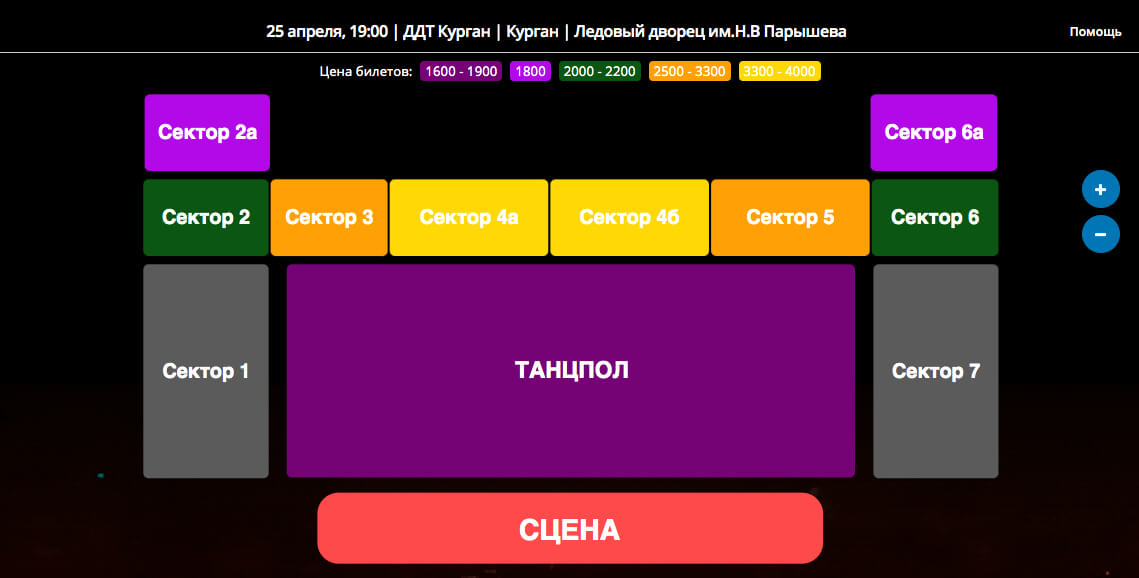 25 апреля, 19:00 | ДДТ Курган | Курган | Ледовый дворец им.Н.В Парышева
Помощь
Цена билетов: 1600 - 1900 1800 2000 - 2200 2500 - 3300 3300 - 4000
Сектор 2а Сектор 6а
Сектор 2 Сектор 3 Сектор 4а Сектор 4б Сектор 5 Сектор 6
Сектор 1 ТАНЦПОЛ Сектор 7
СЦЕНА